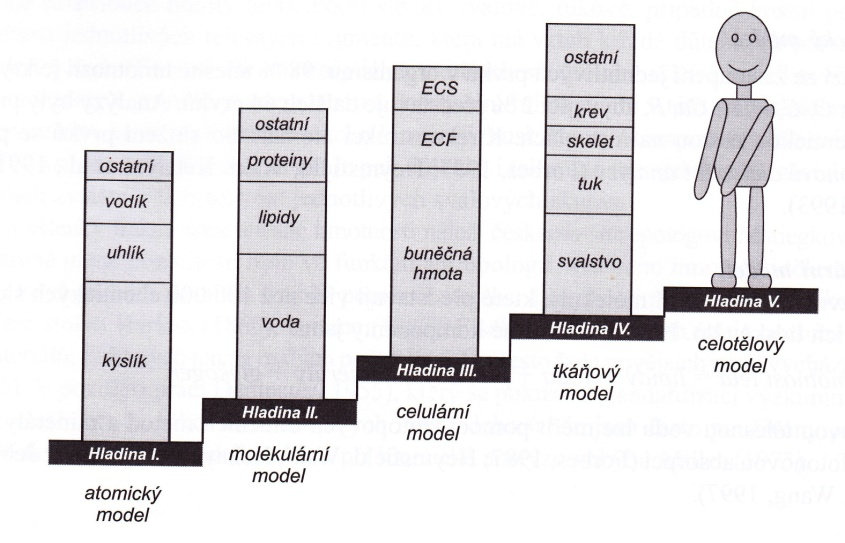 ostatní
vodík
uhlík
kyslík
Hladina I.
atomický
model
ostatní
proteiny
lipidy
voda
Hladina II.
molekulární
model
ECS
ECF
buněčná
hmota
Hladina III.
celulární
model
ostatní
krev
skelet
tuk
svalstvo
Hladina IV.
tkáňový
model
Hladina V.
celotělový
model